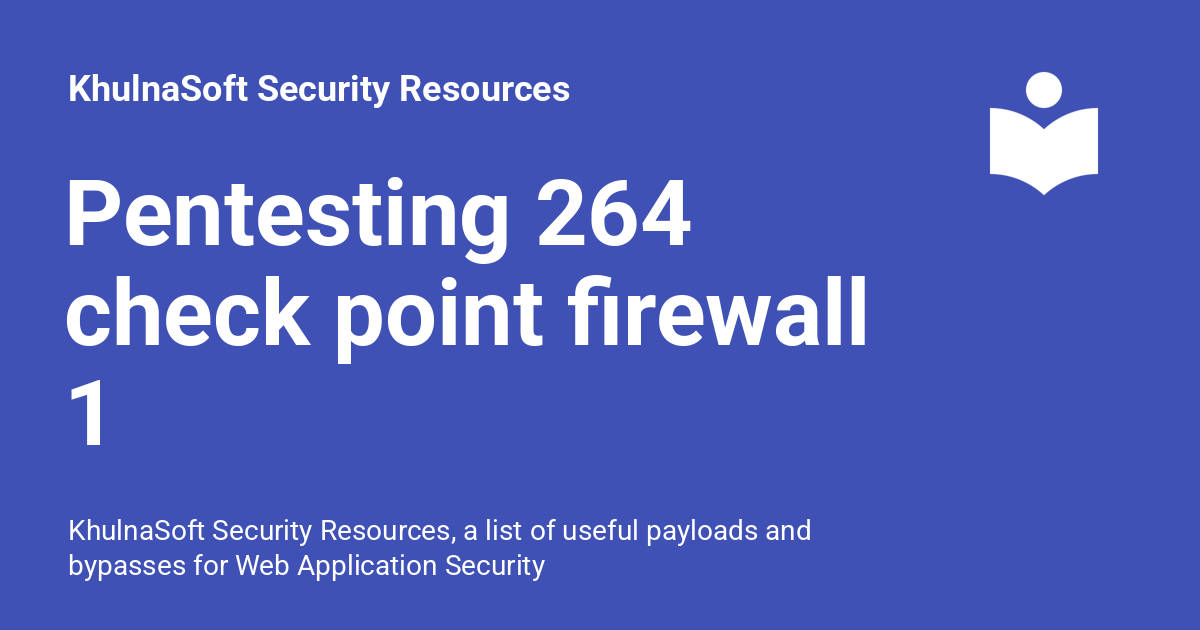 KhulnaSoft Security Resources
Pentesting 264
check point firewall
1
KhulnaSoft Security Resources, a list of useful payloads and
bypasses for Web Application Security